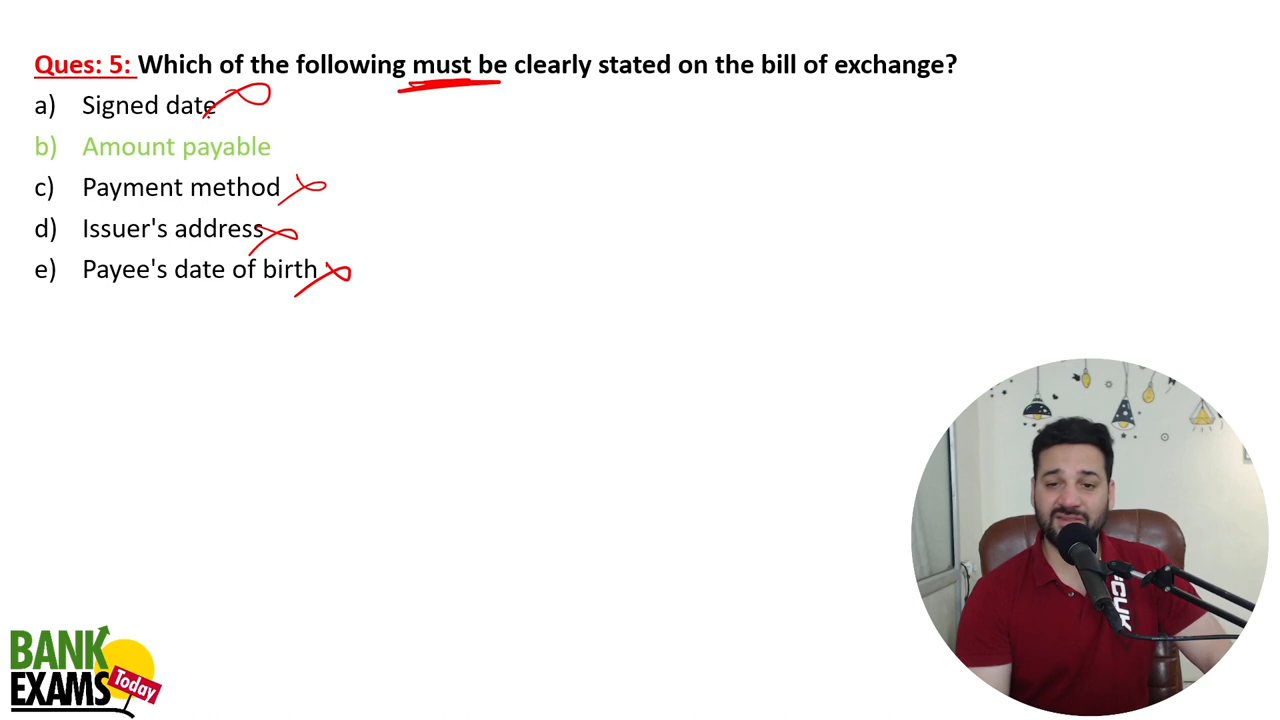 Ques: 5: Which of the following must be clearly stated on the bill of exchange?
a) Signed date
b) Amount payable
c) Payment method
d) Issuer's address
e) Payee's date of birth
BANK
EXAMS
Today